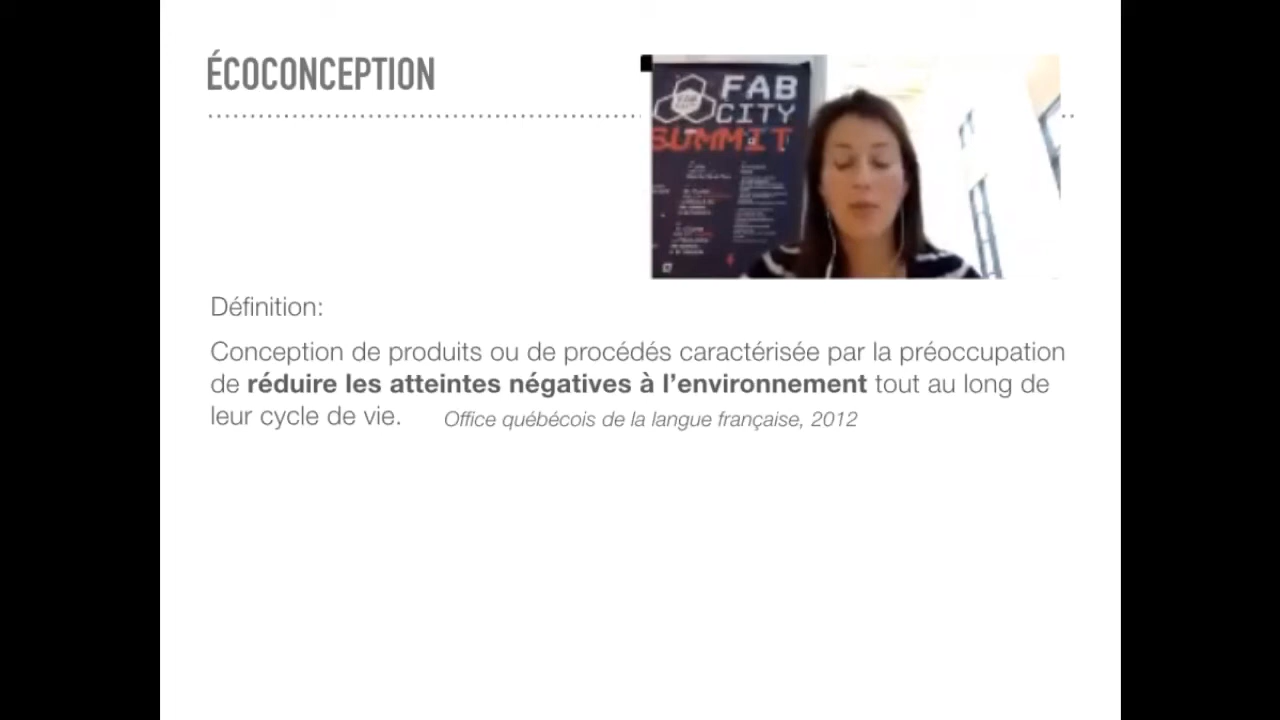 ÉCOCONCEPTION
FAB
CITY
SUMMIT
Définition:
Conception de produits ou de procédés caractérisée par la préoccupation
de réduire les atteintes négatives à l’environnement tout au long de
leur cycle de vie. Office québécois de la langue française, 2012